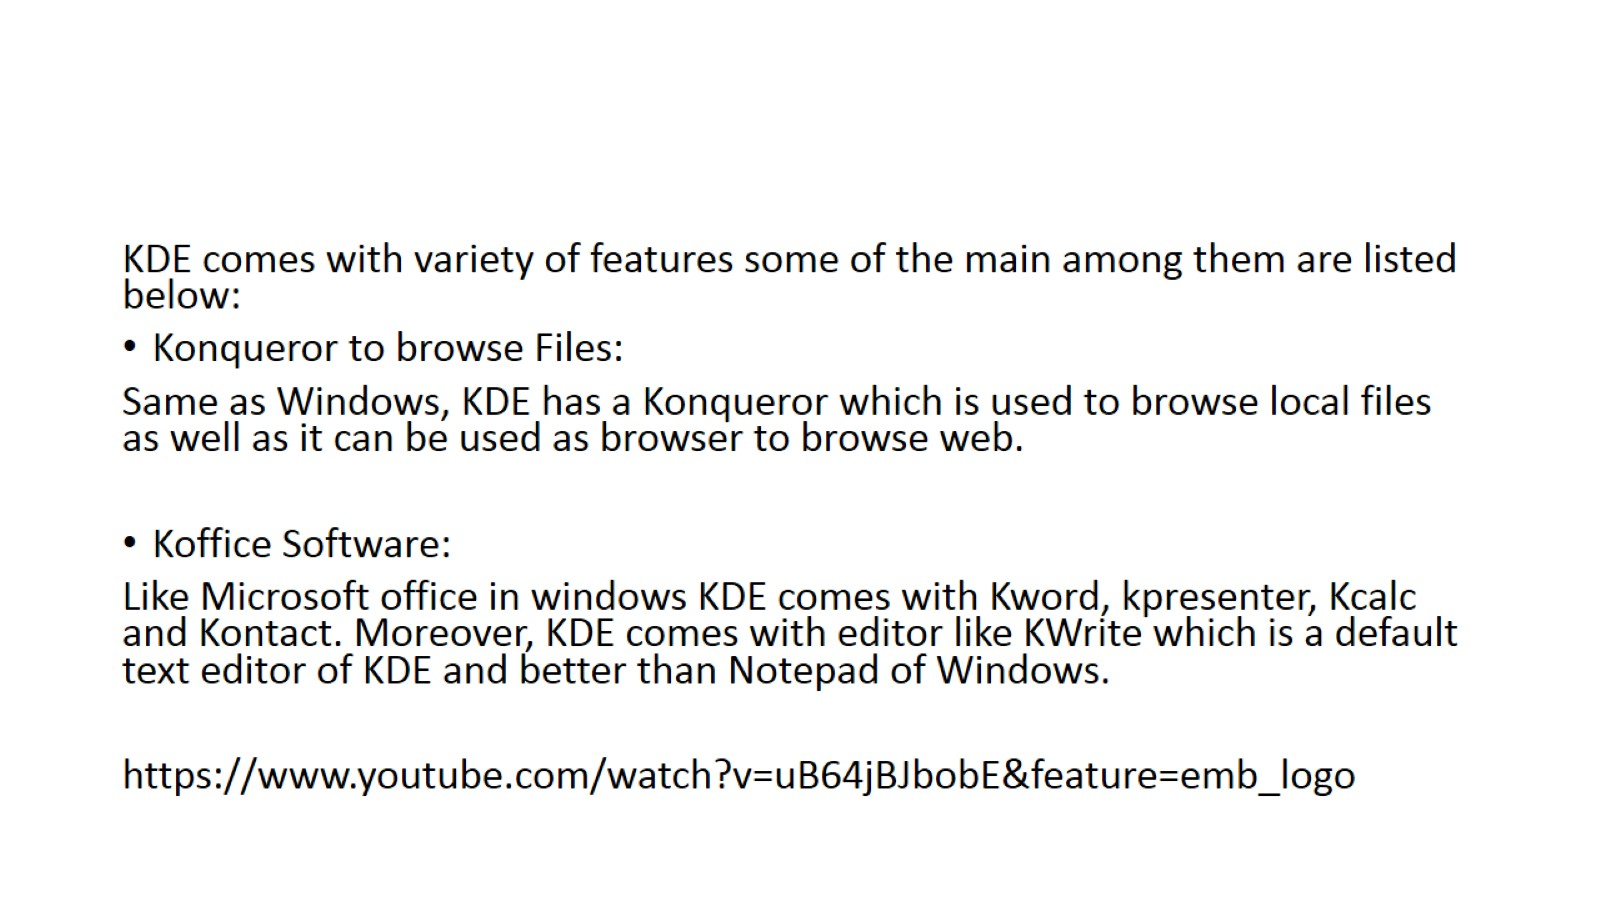 KDE comes with variety of features some of the main among them are listed
below:
• Konqueror to browse Files:
Same as Windows, KDE has a Konqueror which is used to browse local files
as well as it can be used as browser to browse web.
• Koffice Software:
Like Microsoft office in windows KDE comes with Kword, kpresenter, Kcalc
and Kontact. Moreover, KDE comes with editor like KWrite which is a default
text editor of KDE and better than Notepad of Windows.
https://www.youtube.com/watch?v=uB64jBJbobE&feature=emb_logo